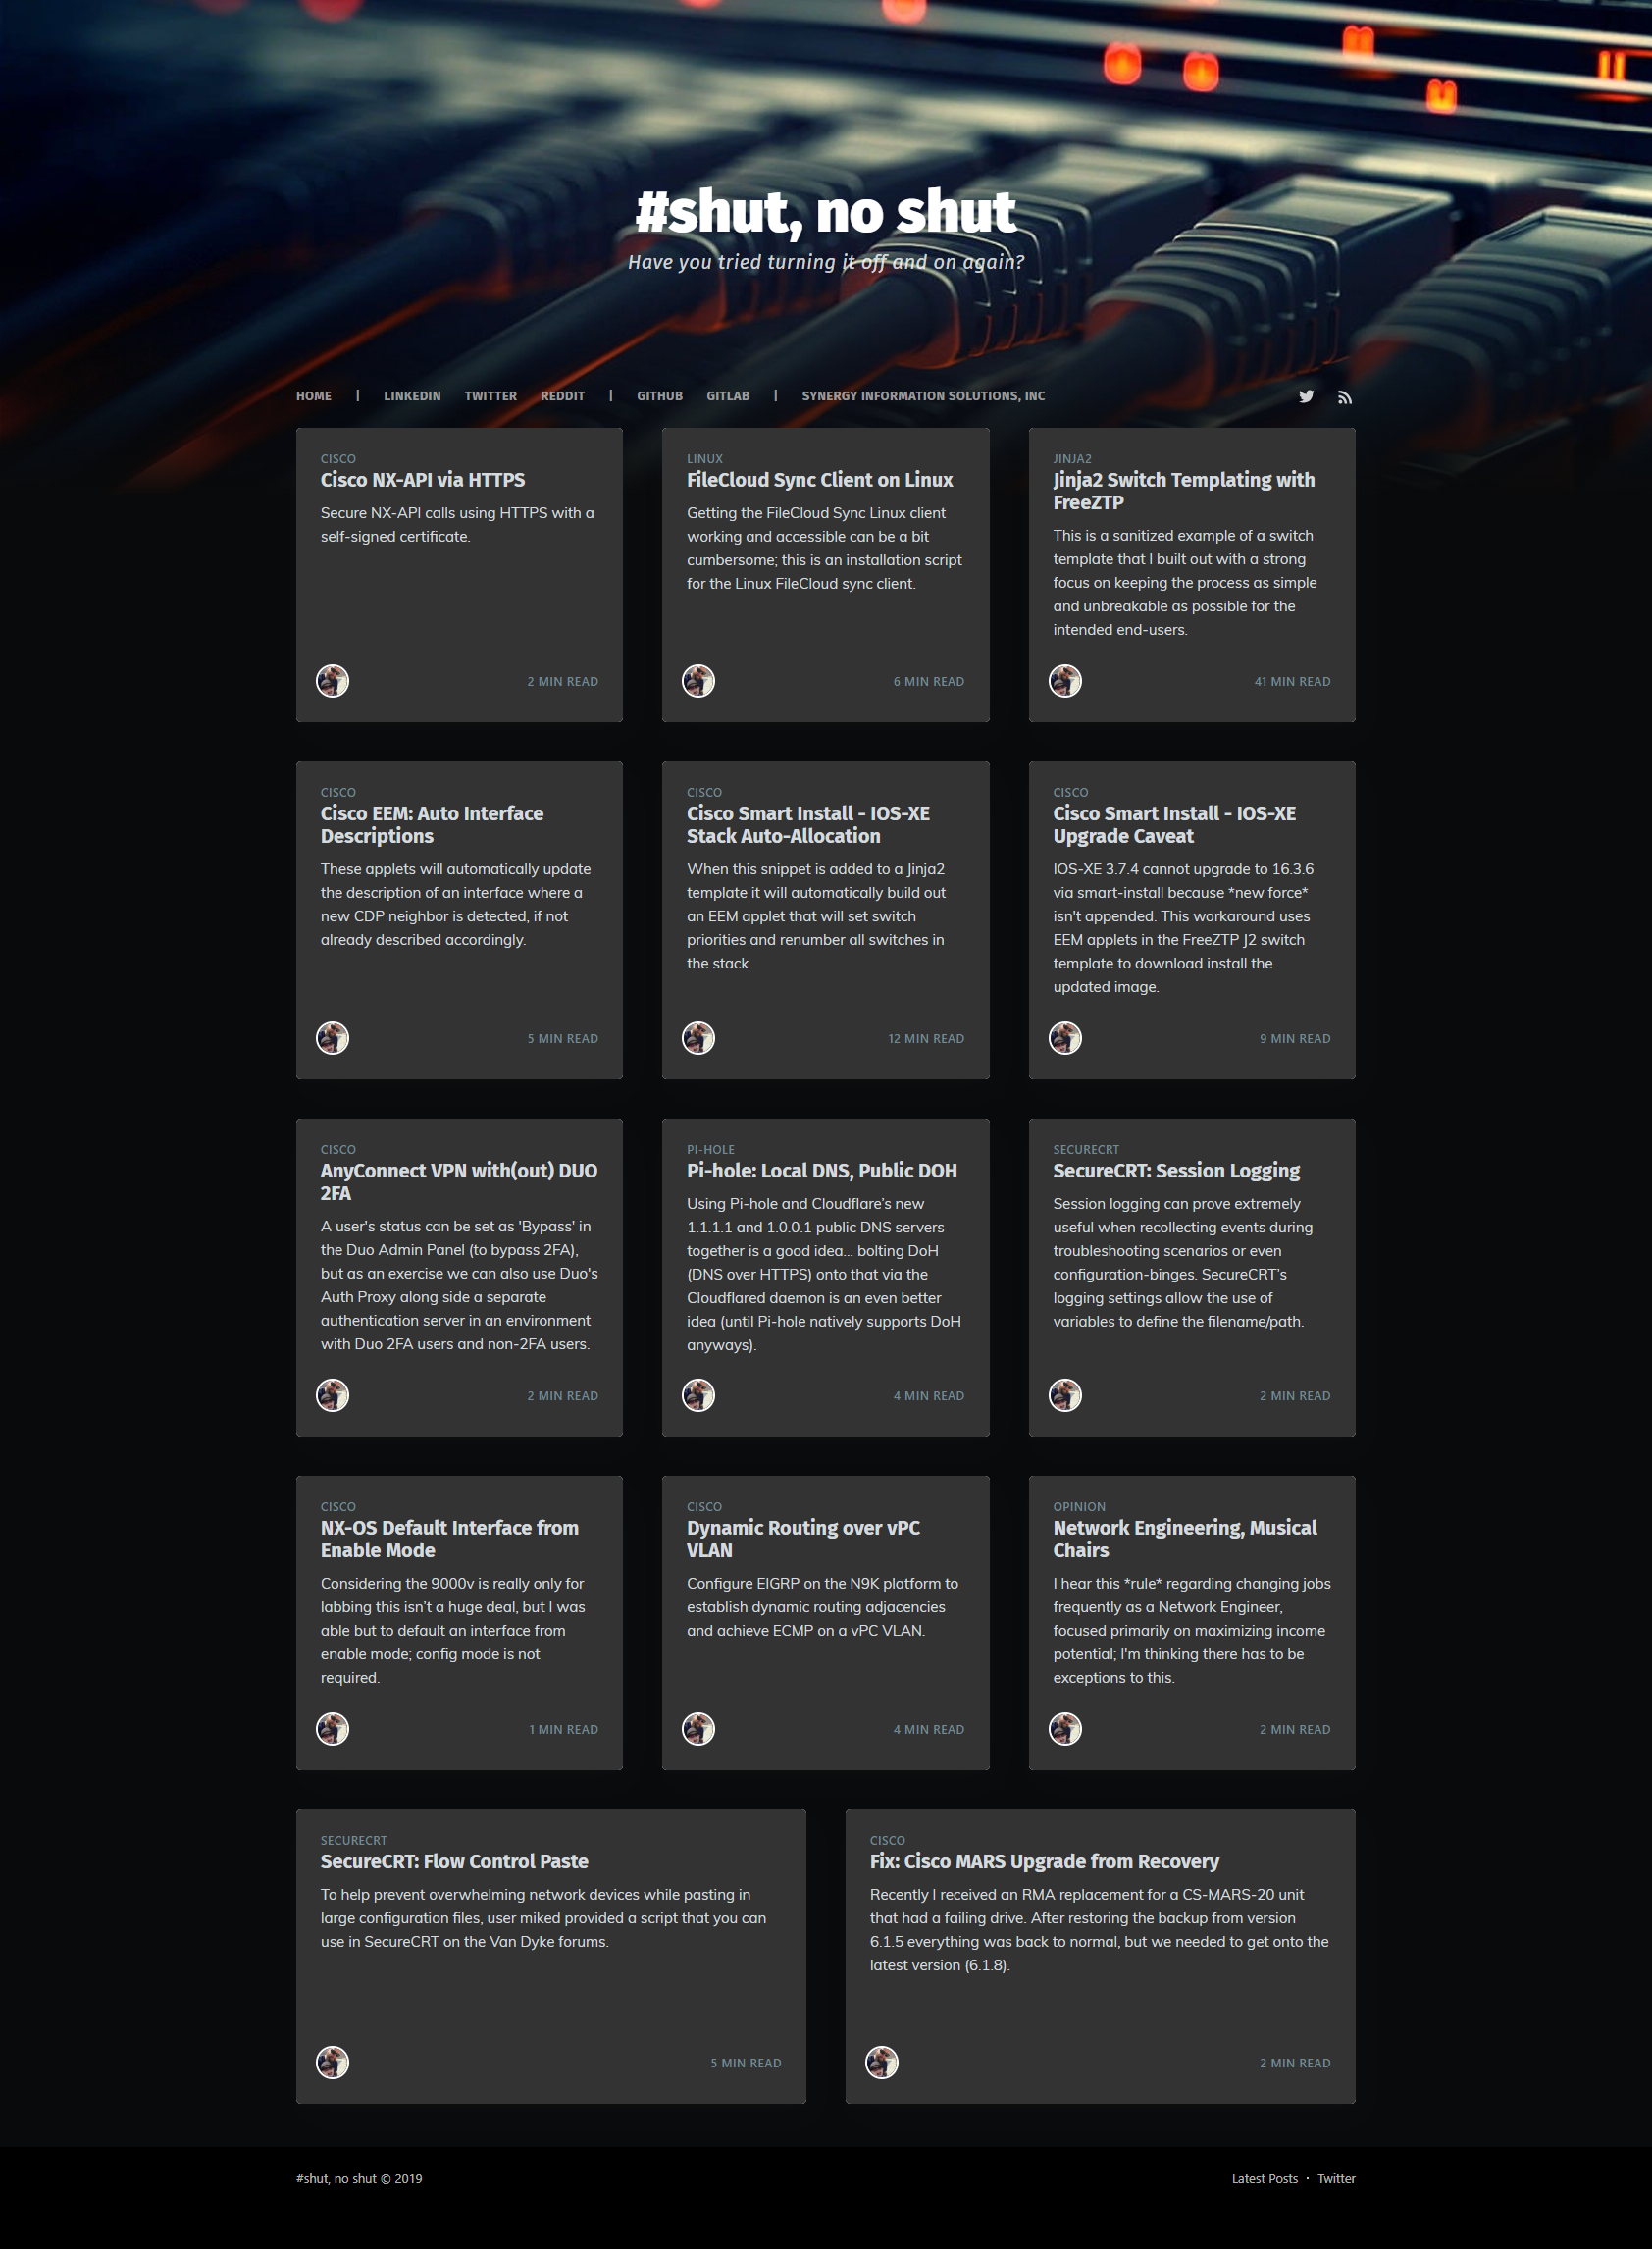 #shut, no shut
Have you tried turning it off and on again?
HOME | LINKEDIN TWITTER REDDIT | GITHUB GITLAB | SYNERGY INFORMATION SOLUTIONS, INC
CISCO
Cisco NX-API via HTTPS
Secure NX-API calls using HTTPS with a
self-signed certificate.
2 MIN READ
LINUX
FileCloud Sync Client on Linux
Getting the FileCloud Sync Linux client
working and accessible can be a bit
cumbersome; this is an installation script
for the Linux FileCloud sync client.
6 MIN READ
JINJA2
Jinja2 Switch Templating with
FreeZTP
This is a sanitized example of a switch
template that I built out with a strong
focus on keeping the process as simple
and unbreakable as possible for the
intended end-users.
41 MIN READ
CISCO
Cisco EEM: Auto Interface
Descriptions
These applets will automatically update
the description of an interface where a
new CDP neighbor is detected, if not
already described accordingly.
5 MIN READ
CISCO
Cisco Smart Install - IOS-XE
Stack Auto-Allocation
When this snippet is added to a Jinja2
template it will automatically build out
an EEM applet that will set switch
priorities and renumber all switches in
the stack.
12 MIN READ
CISCO
Cisco Smart Install - IOS-XE
Upgrade Caveat
IOS-XE 3.7.4 cannot upgrade to 16.3.6
via smart-install because *new force*
isn't appended. This workaround uses
EEM applets in the FreeZTP J2 switch
template to download install the
updated image.
9 MIN READ
CISCO
AnyConnect VPN with(out) DUO
2FA
A user's status can be set as 'Bypass' in
the Duo Admin Panel (to bypass 2FA),
but as an exercise we can also use Duo's
Auth Proxy along side a separate
authentication server in an environment
with Duo 2FA users and non-2FA users.
2 MIN READ
PI-HOLE
Pi-hole: Local DNS, Public DOH
Using Pi-hole and Cloudflare's new
1.1.1.1 and 1.0.0.1 public DNS servers
together is a good idea... bolting DoH
(DNS over HTTPS) onto that via the
Cloudflared daemon is an even better
idea (until Pi-hole natively supports DoH
anyways).
4 MIN READ
SECURECRT
SecureCRT: Session Logging
Session logging can prove extremely
useful when recollecting events during
troubleshooting scenarios or even
configuration-binges. SecureCRT's
logging settings allow the use of
variables to define the filename/path.
2 MIN READ
CISCO
NX-OS Default Interface from
Enable Mode
Considering the 9000v is really only for
labbing this isn't a huge deal, but I was
able but to default an interface from
enable mode; config mode is not
required.
1 MIN READ
CISCO
Dynamic Routing over vPC
VLAN
Configure EIGRP on the N9K platform to
establish dynamic routing adjacencies
and achieve ECMP on a vPC VLAN.
4 MIN READ
OPINION
Network Engineering, Musical
Chairs
I hear this *rule* regarding changing jobs
frequently as a Network Engineer,
focused primarily on maximizing income
potential; I'm thinking there has to be
exceptions to this.
2 MIN READ
SECURECRT
SecureCRT: Flow Control Paste
To help prevent overwhelming network devices while pasting in
large configuration files, user miked provided a script that you can
use in SecureCRT on the Van Dyke forums.
5 MIN READ
CISCO
Fix: Cisco MARS Upgrade from Recovery
Recently I received an RMA replacement for a CS-MARS-20 unit
that had a failing drive. After restoring the backup from version
6.1.5 everything was back to normal, but we needed to get onto the
latest version (6.1.8).
2 MIN READ
#shut, no shut © 2019
Latest Posts · Twitter